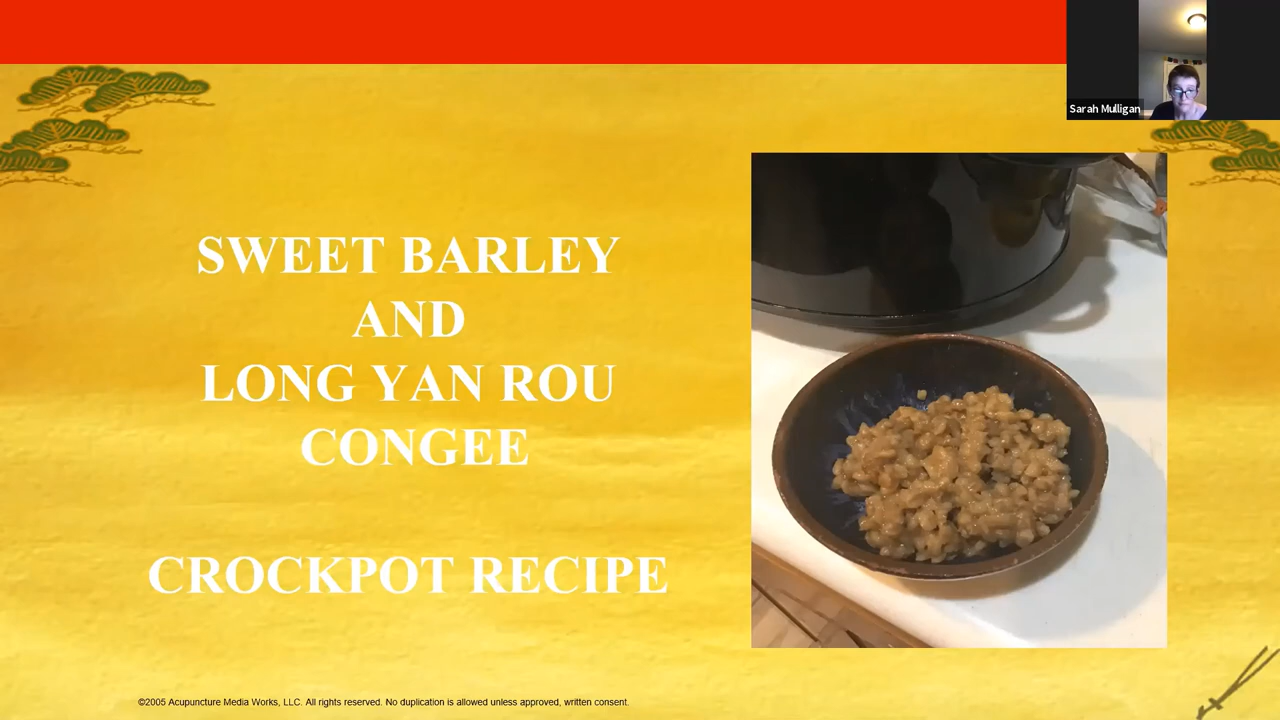 Sarah Mulligan
SWEET BARLEY
AND
LONG YAN ROU
CONGEE
CROCKPOT RECIPE
©2005 Acupuncture Media Works, LLC. All rights reserved. No duplication is allowed unless approved, written consent.